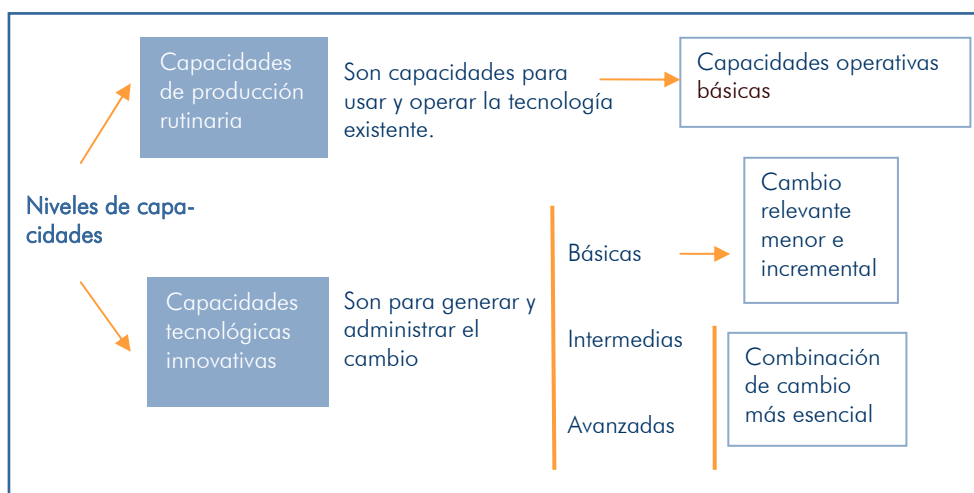 Capacidades
de producción
rutinaria
Son capacidades para
usar y operar la tecnología
existente.
Capacidades operativas
básicas
Niveles de capa-
cidades
Capacidades
tecnológicas
innovativas
Son para generar y
administrar el
cambio
Básicas
Cambio
relevante
menor e
incremental
Intermedias
Avanzadas
Combinación
de cambio
más esencial